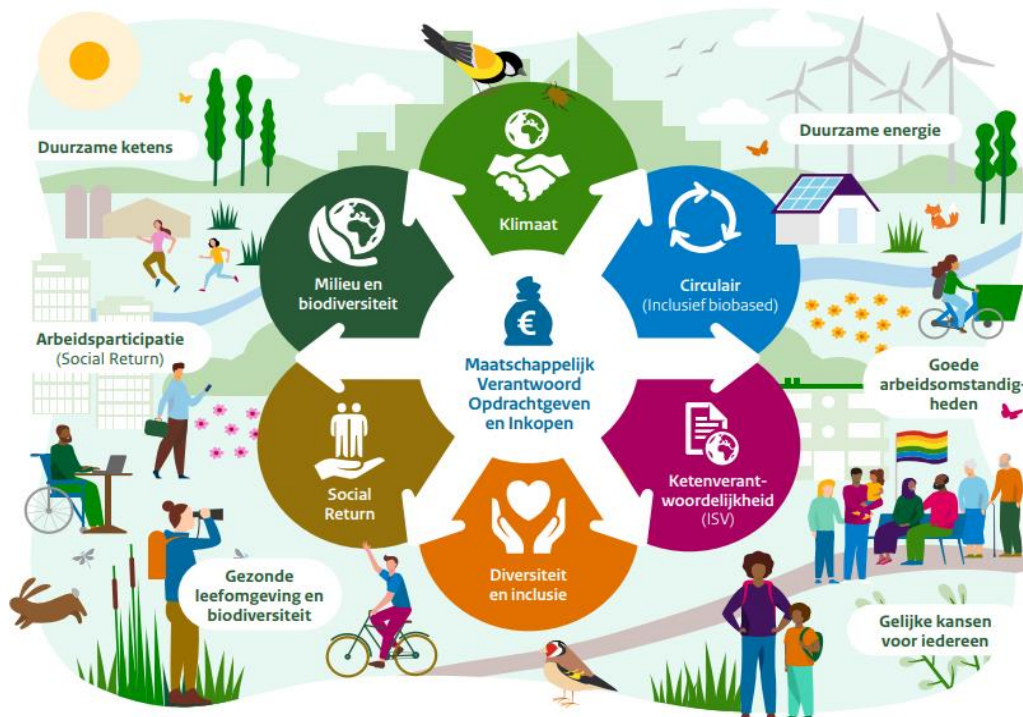 Duurzame ketens
Duurzame energie
Klimaat
Milieu en
biodiversiteit
Circulair
(Inclusief biobased)
€
Maatschappelijk
Verantwoord
Opdrachtgeven
en Inkopen
Arbeidsparticipatie
(Social Return)
Goede
arbeidsomstandig-
heden
Social
Return
Ketenverant-
woordelijkheid
(ISV)
Diversiteit
en inclusie
Gezonde
leefomgeving en
biodiversiteit
Gelijke kansen
voor iedereen